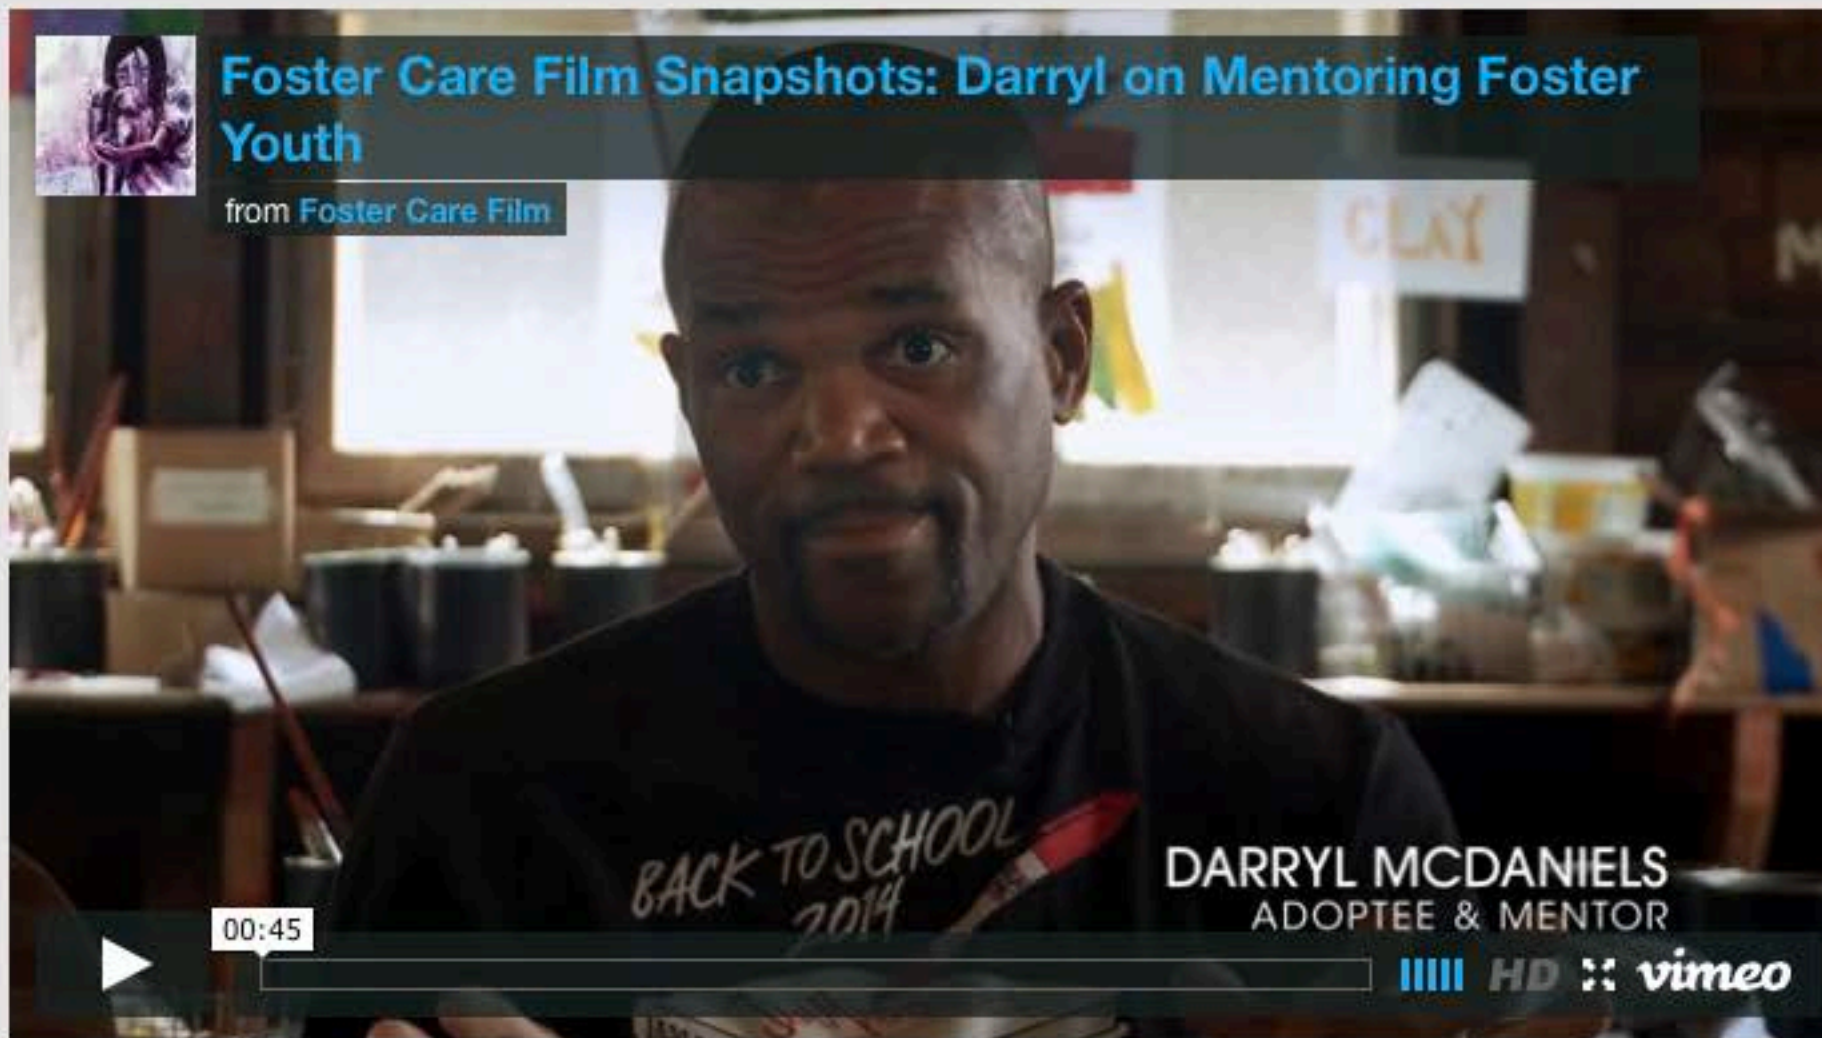 Foster Care Film Snapshots: Darryl on Mentoring Foster
Youth
from Foster Care Film
CLAY
M
BACK TO SCHOOL
2014
DARRYL MCDANIELS
ADOPTEE & MENTOR
00:45
HD vimeo